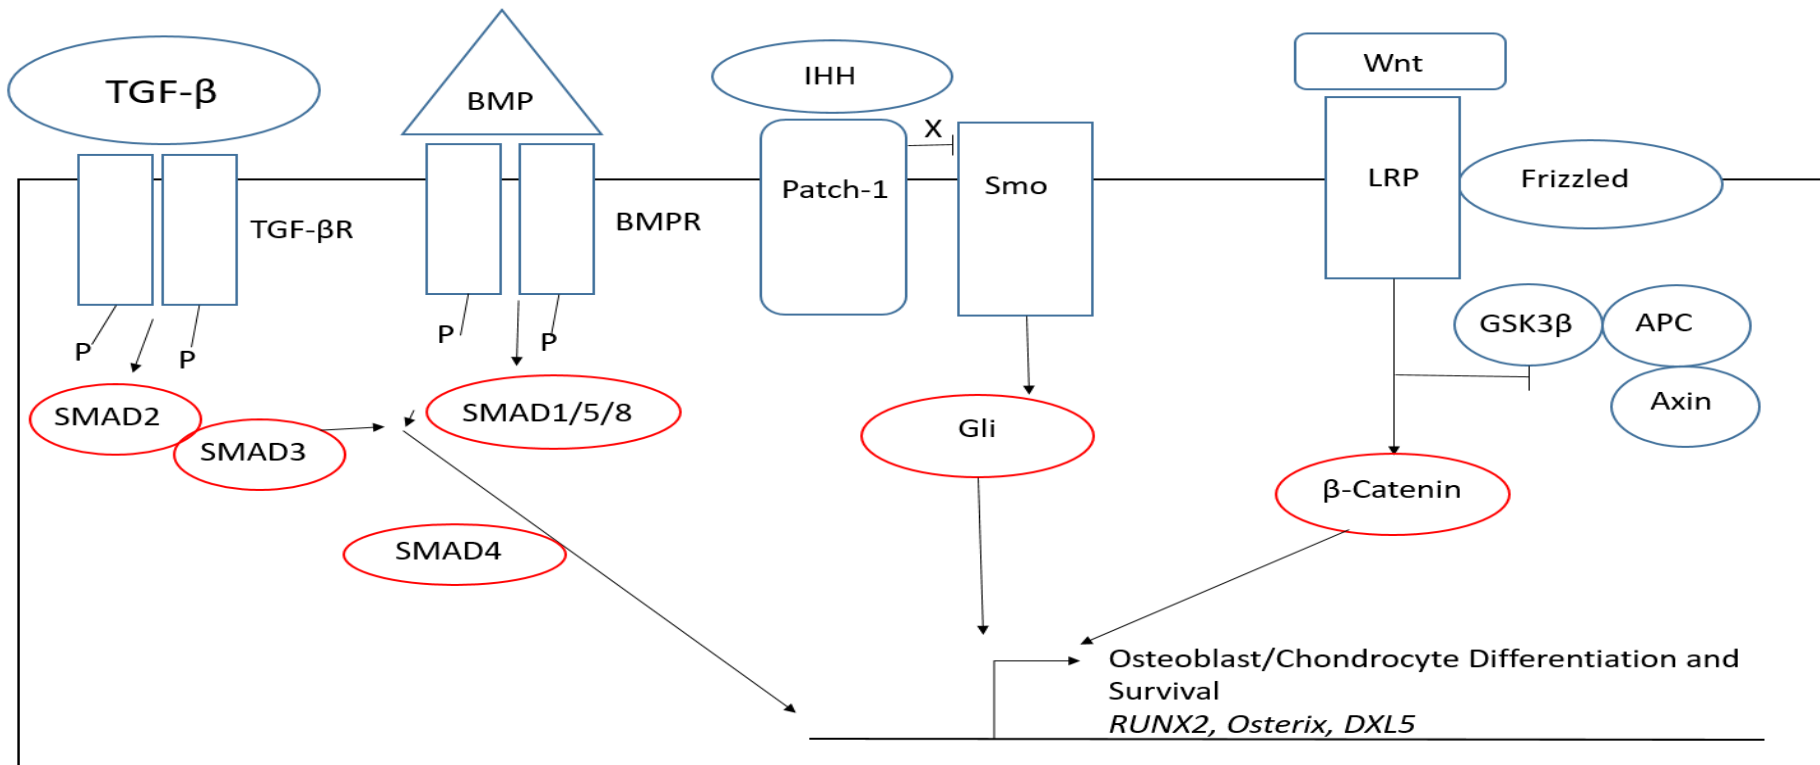 TGF-β
BMP
IHH
Wnt
X
TGF-βR
BMPR
Patch-1
Smo
LRP
Frizzled
P
P
P
P
GSK3β
APC
Axin
SMAD2
SMAD3
SMAD1/5/8
Gli
β-Catenin
SMAD4
Osteoblast/Chondrocyte Differentiation and
Survival
RUNX2, Osterix, DXL5